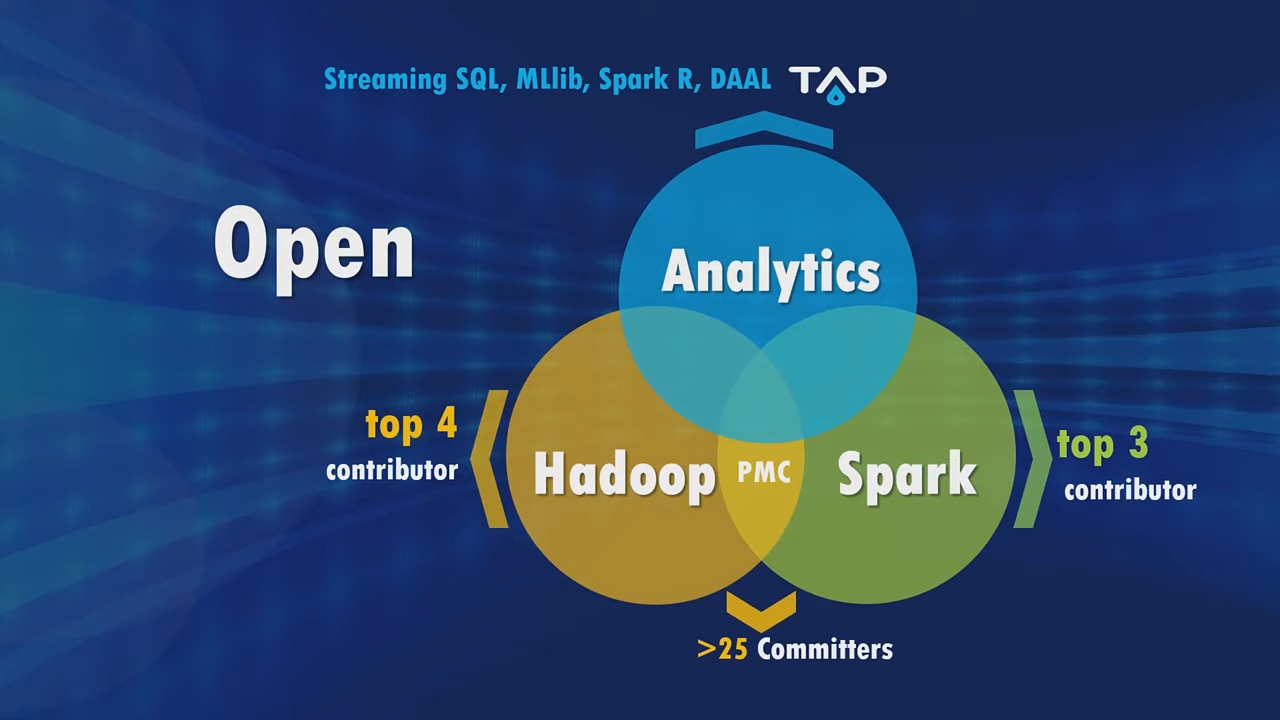 Streaming SQL, MLlib, Spark R, DAAL TAP
Open
Analytics
top 4
contributor
Hadoop
PMC
Spark
top 3
contributor
>25 Committers